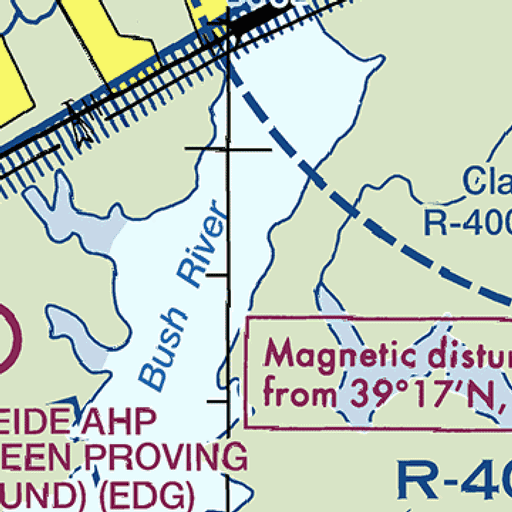 Cla
R-400
Bush River
Magnetic distur
from 39°17'N,
EIDE AHP
EEN PROVING
UND) (EDG)
R-40